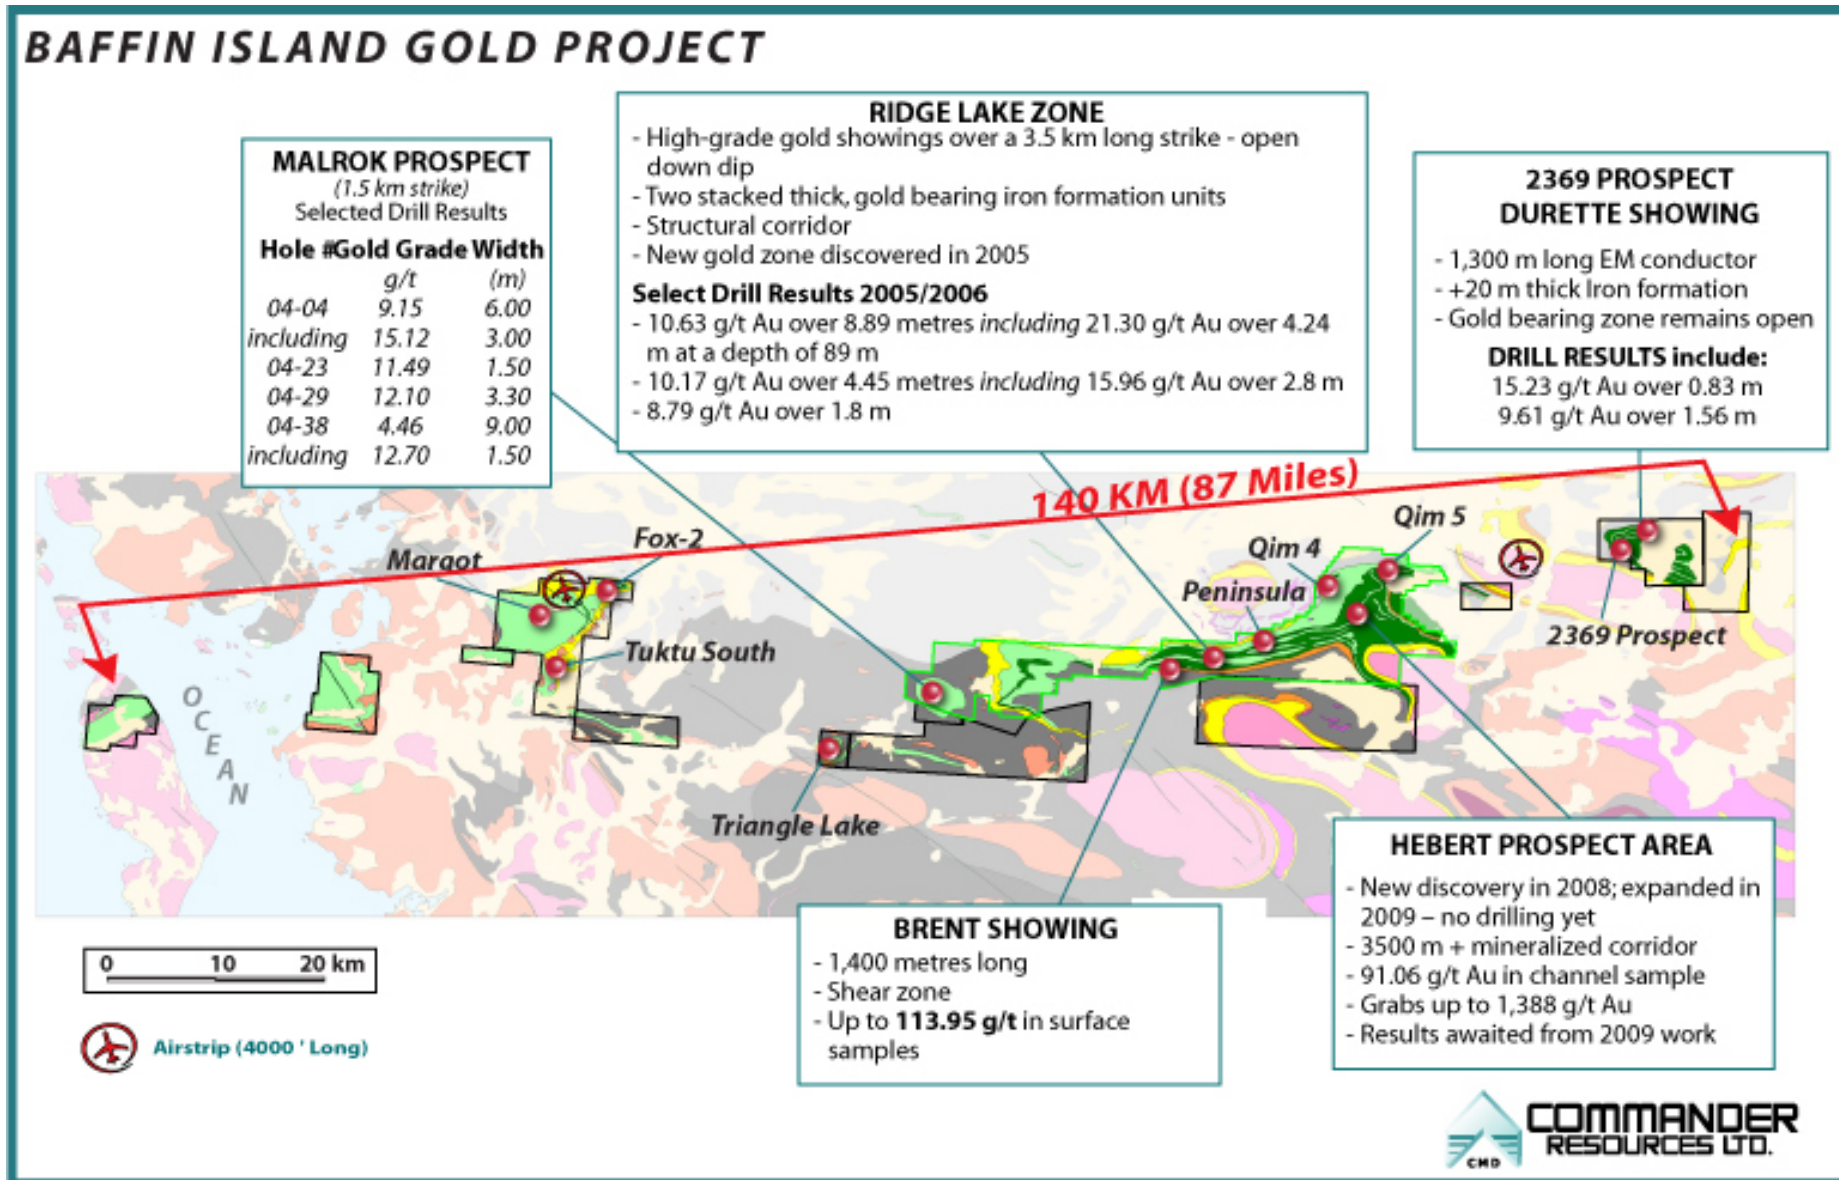 BAFFIN ISLAND GOLD PROJECT
MALROK PROSPECT
(1.5 km strike)
Selected Drill Results
Hole #Gold Grade Width
g/t (m)
04-04 9.15 6.00
including 15.12 3.00
04-23 11.49 1.50
04-29 12.10 3.30
04-38 4.46 9.00
including 12.70 1.50
RIDGE LAKE ZONE
- High-grade gold showings over a 3.5 km long strike - open
down dip
- Two stacked thick, gold bearing iron formation units
- Structural corridor
- New gold zone discovered in 2005
Select Drill Results 2005/2006
- 10.63 g/t Au over 8.89 metres including 21.30 g/t Au over 4.24
m at a depth of 89 m
- 10.17 g/t Au over 4.45 metres including 15.96 g/t Au over 2.8 m
- 8.79 g/t Au over 1.8 m
2369 PROSPECT
DURETTE SHOWING
- 1,300 m long EM conductor
- +20 m thick Iron formation
- Gold bearing zone remains open
DRILL RESULTS include:
15.23 g/t Au over 0.83 m
9.61 g/t Au over 1.56 m
140 KM (87 Miles)
Margot
Fox-2
Tuktu South
Triangle Lake
Peninsula
Qim 4
Qim 5
2369 Prospect
OCEAN
BRENT SHOWING
- 1,400 metres long
- Shear zone
- Up to 113.95 g/t in surface
samples
HEBERT PROSPECT AREA
- New discovery in 2008; expanded in
2009 – no drilling yet
- 3500 m + mineralized corridor
- 91.06 g/t Au in channel sample
- Grabs up to 1,388 g/t Au
- Results awaited from 2009 work
0 10 20 km
Airstrip (4000 ' Long)
CMD
COMMANDER
RESOURCES LTD.